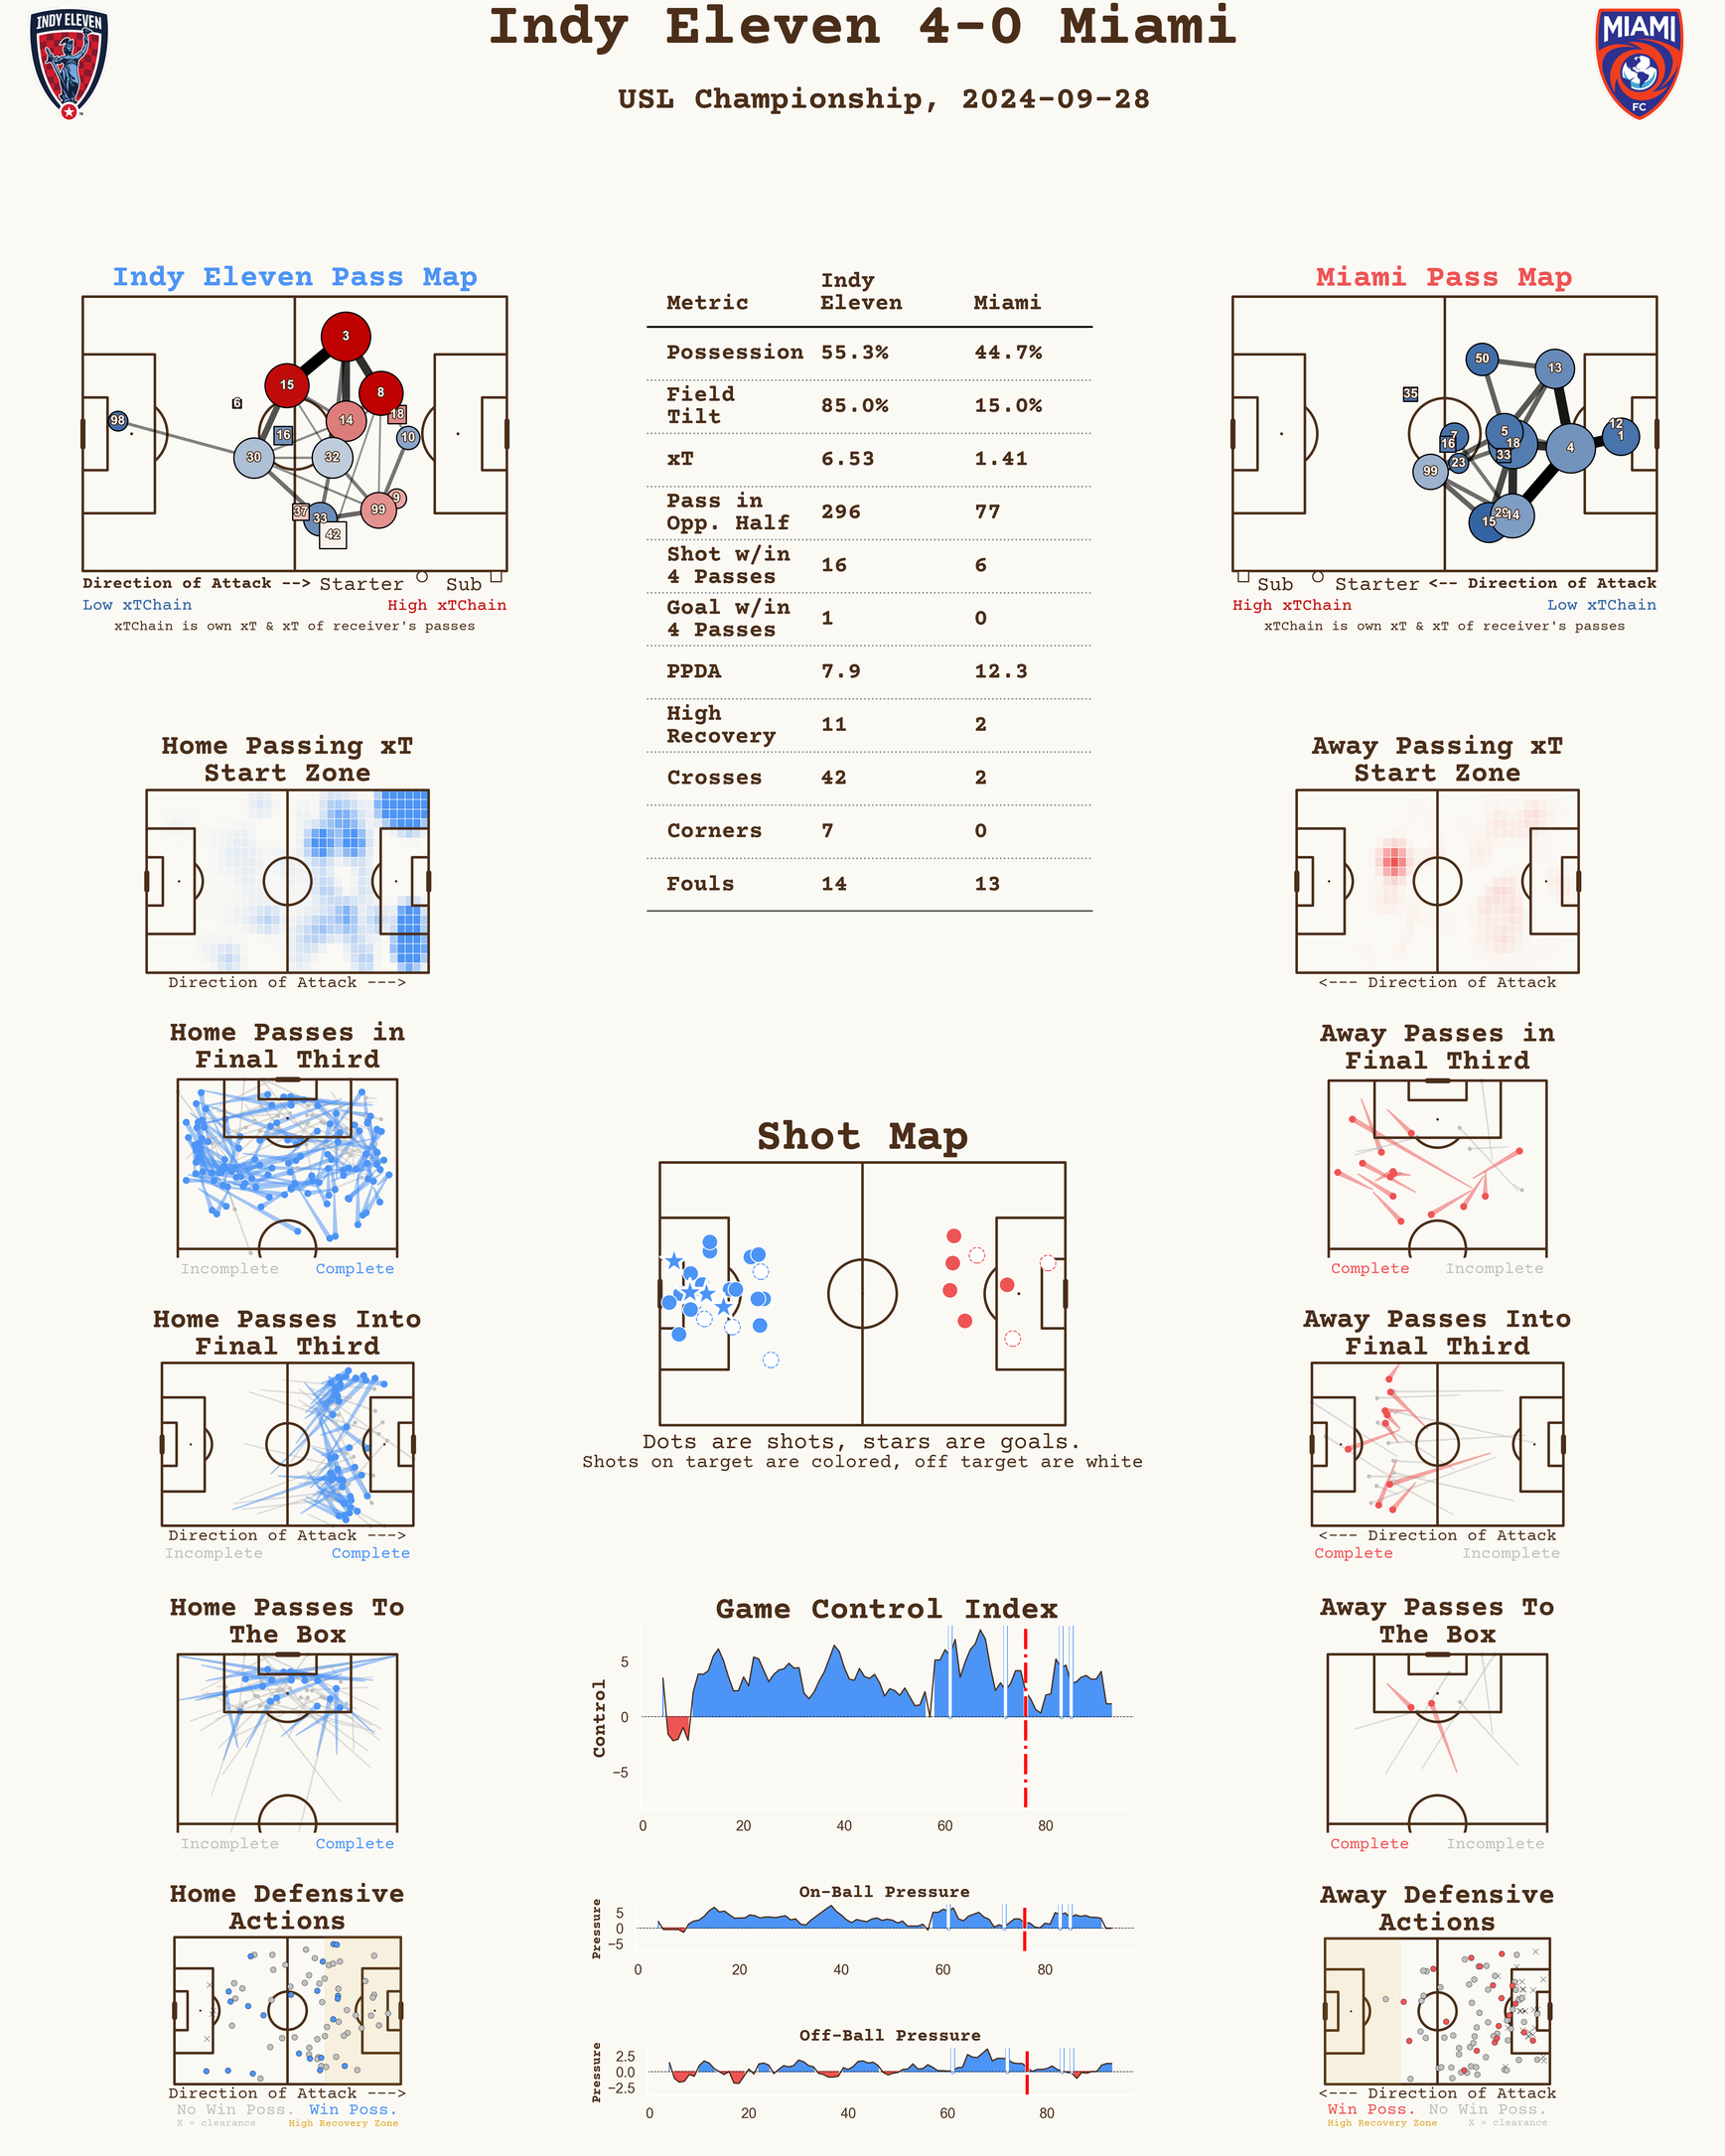 Indy Eleven 4-0 Miami
USL Championship, 2024-09-28
INDY ELEVEN
MIAMI
FC
Indy Eleven Pass Map
3
15
8
6
18
98
14
16
10
30
32
9
37
33
99
42
Direction of Attack --> Starter Sub
Low xTChain High xTChain
xTChain is own xT & xT of receiver's passes
Metric Indy Eleven Miami
Possession 55.3% 44.7%
Field Tilt 85.0% 15.0%
xT 6.53 1.41
Pass in Opp. Half 296 77
Shot w/in 4 Passes 16 6
Goal w/in 4 Passes 1 0
PPDA 7.9 12.3
High Recovery 11 2
Crosses 42 2
Corners 7 0
Fouls 14 13
Miami Pass Map
50
13
35
12
7
5
1
16
18
4
33
23
99
15
29
14
Sub Starter <-- Direction of Attack
High xTChain Low xTChain
xTChain is own xT & xT of receiver's passes
Home Passing xT
Start Zone
Direction of Attack --->
Away Passing xT
Start Zone
<--- Direction of Attack
Home Passes in
Final Third
Incomplete Complete
Away Passes in
Final Third
Complete Incomplete
Shot Map
Dots are shots, stars are goals.
Shots on target are colored, off target are white
Home Passes Into
Final Third
Direction of Attack --->
Incomplete Complete
Away Passes Into
Final Third
<--- Direction of Attack
Complete Incomplete
Home Passes To
The Box
Incomplete Complete
Game Control Index
Control
5
0
−5
0 20 40 60 80
Away Passes To
The Box
Complete Incomplete
Home Defensive
Actions
Direction of Attack --->
No Win Poss. Win Poss.
X = clearance High Recovery Zone
On-Ball Pressure
Pressure
5
0
−5
0 20 40 60 80
Off-Ball Pressure
Pressure
2.5
0.0
−2.5
0 20 40 60 80
Away Defensive
Actions
<--- Direction of Attack
Win Poss. No Win Poss.
High Recovery Zone X = clearance